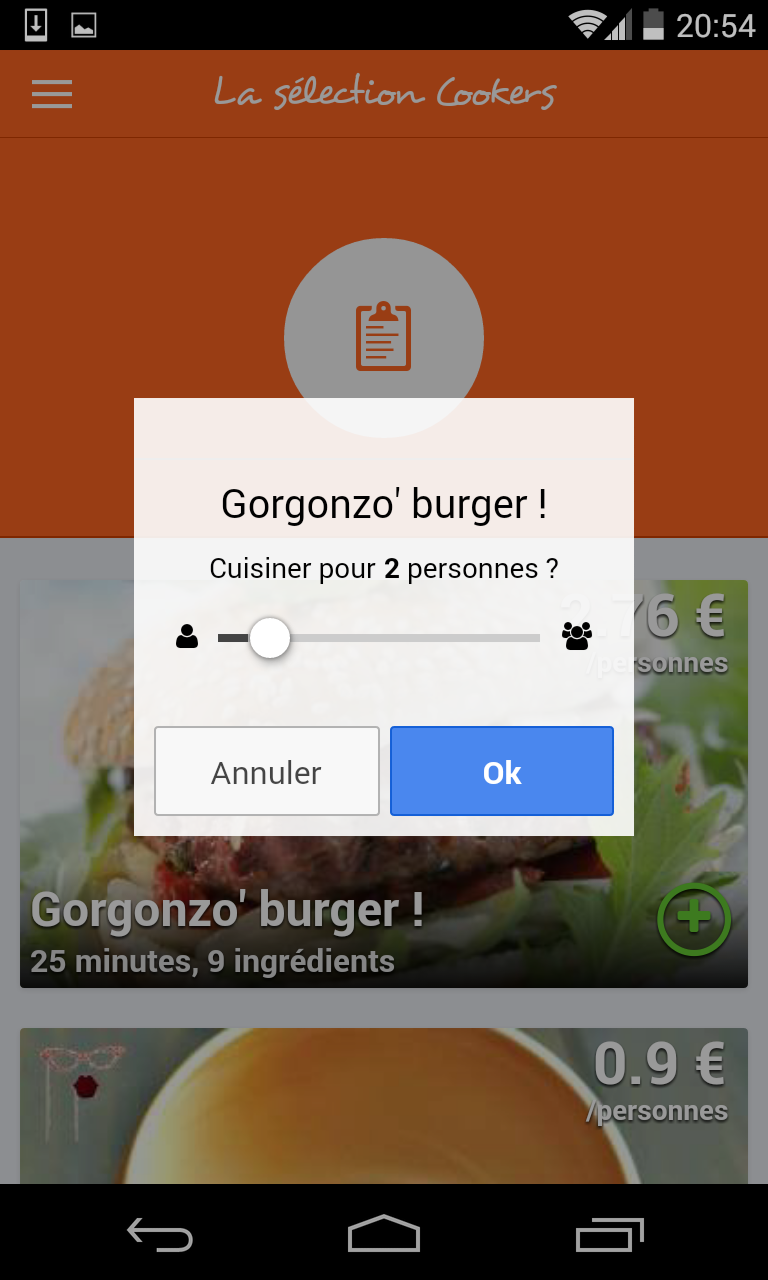 20:54
La sélection Cookers
Gorgonzo' burger !
Cuisiner pour 2 personnes ?
.76 €
/personnes
Annuler
Ok
Gorgonzo' burger !
25 minutes, 9 ingrédients
0.9 €
/personnes